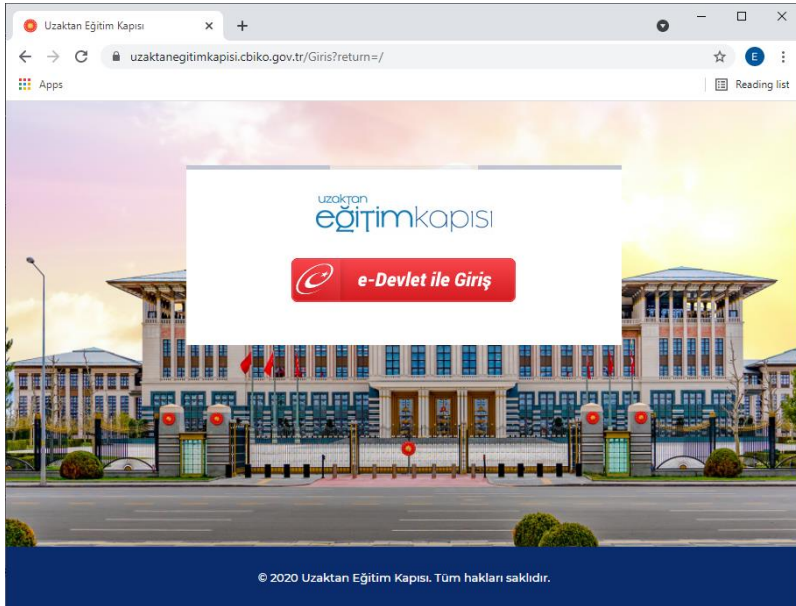 Uzaktan Eğitim Kapısı
uzaktanegitimkapisi.cbiko.gov.tr/Giris?return=/
E
Apps
Reading list
uzaktan
eğitimkapısı
e-Devlet ile Giriş
© 2020 Uzaktan Eğitim Kapısı. Tüm hakları saklıdır.